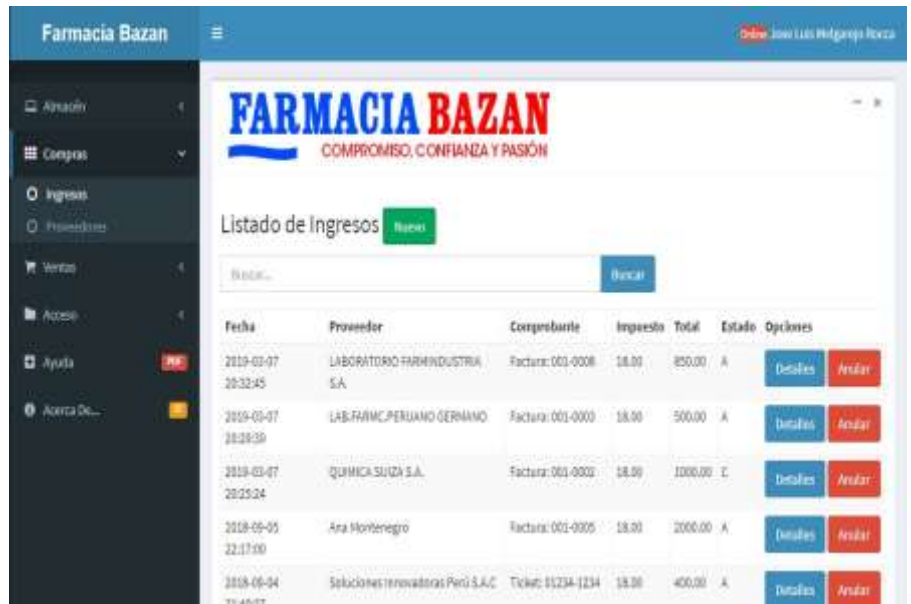 Farmacia Bazan
Online Jose Luis Melgarejo
Almacén
Compras
Ingresos
Proveedores
Ventas
Acceso
Ayuda PDF
Acerca De...
FARMACIA BAZAN
COMPROMISO, CONFIANZA Y PASIÓN
Listado de Ingresos Nuevo
Buscar... Buscar
Fecha Proveedor Comprobante Impuesto Total Estado Opciones
2019-03-07 LABORATORIO FARMINDUSTRIA Factura: 001-0008 18.00 850.00 A Detalles Anular
20:32:45 S.A.
2019-03-07 LAB.FARMC.PERUANO GERMANO Factura: 001-0003 18.00 500.00 A Detalles Anular
2019-03-07 QUIMICA SUIZA S.A. Factura: 001-0002 18.00 1000.00 Detalles Anular
20:25:24
2018-09-05 Ana Montenegro Factura: 001-0005 18.00 2000.00 A Detalles Anular
22:17:00
2018-09-04 Soluciones Innovadoras Perú S.A.C Ticket: 01234-1234 18.00 400.00 A Detalles Anular